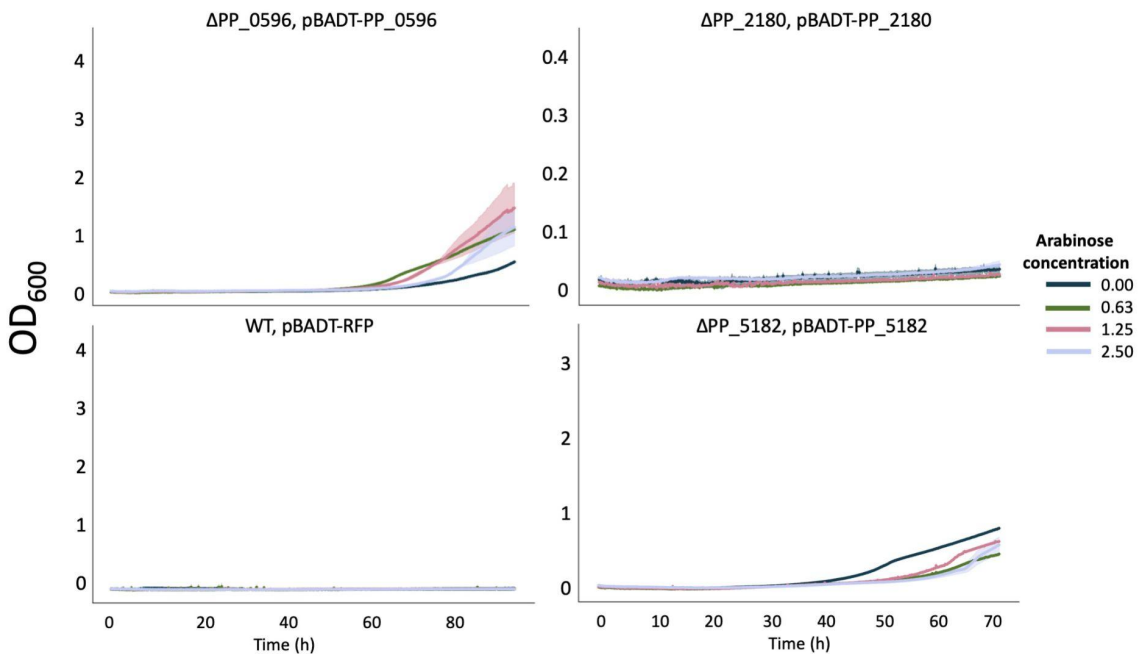 ΔPP_0596, pBADT-PP_0596
4
3
2
1
0
ΔPP_2180, pBADT-PP_2180
0.4
0.3
0.2
0.1
0
OD600
WT, pBADT-RFP
4
3
2
1
0
0 20 40 60 80
Time (h)
ΔPP_5182, pBADT-PP_5182
3
2
1
0
0 10 20 30 40 50 60 70
Time (h)
Arabinose
concentration
0.00
0.63
1.25
2.50